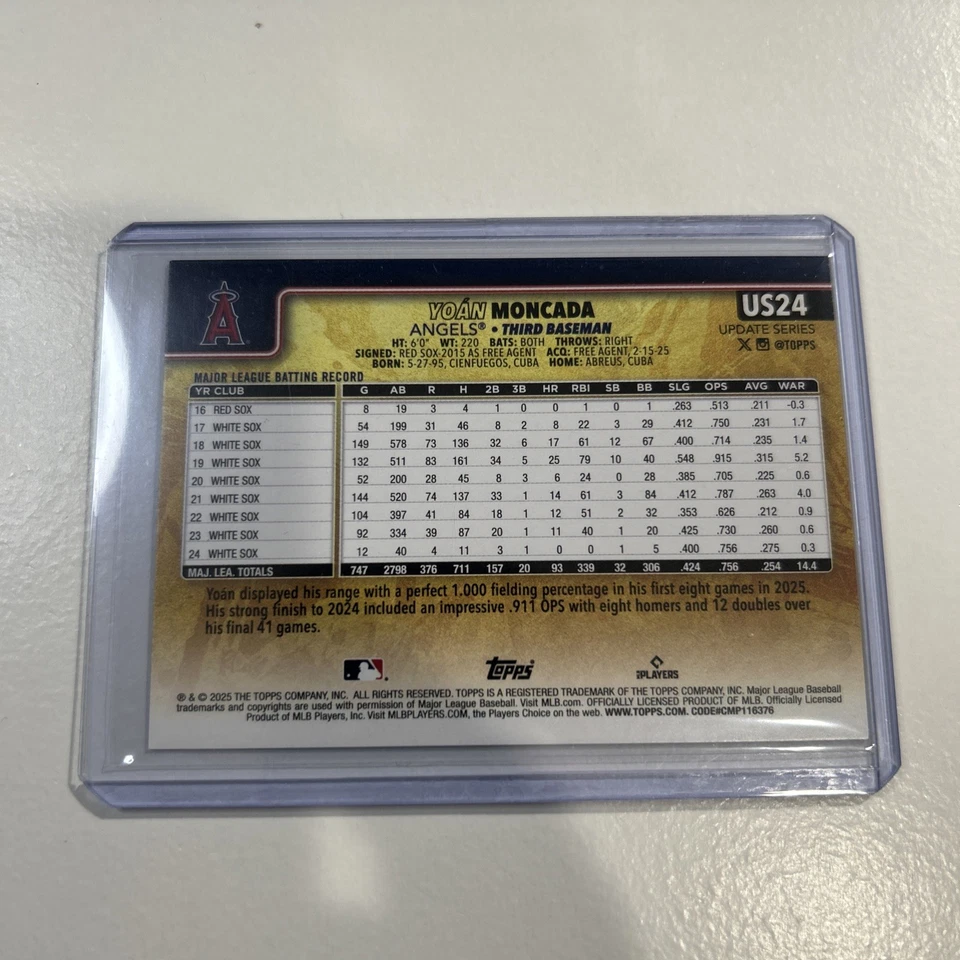 A
YOÁN MONCADA
US24
ANGELS® • THIRD BASEMAN
UPDATE SERIES
HT: 6'0" WT: 220 BATS: BOTH THROWS: RIGHT
@TOPPS
SIGNED: RED SOX-2015 AS FREE AGENT ACQ: FREE AGENT, 2-15-25
BORN: 5-27-95, CIENFUEGOS, CUBA HOME: ABREUS, CUBA
MAJOR LEAGUE BATTING RECORD
YR CLUB G AB R H 2B 3B HR RBI SB BB SLG OPS AVG WAR
16 RED SOX 8 19 3 4 1 0 0 1 0 1 .263 .513 .211 -0.3
17 WHITE SOX 54 199 31 46 8 2 8 22 3 29 .412 .750 .231 1.7
18 WHITE SOX 149 578 73 136 32 6 17 61 12 67 .400 .714 .235 1.4
19 WHITE SOX 132 511 83 161 34 5 25 79 10 40 .548 .915 .315 5.2
20 WHITE SOX 52 200 28 45 8 3 6 24 0 28 .385 .705 .225 0.6
21 WHITE SOX 144 520 74 137 33 1 14 61 3 84 .412 .787 .263 4.0
22 WHITE SOX 104 397 41 84 18 1 12 51 2 32 .353 .626 .212 0.9
23 WHITE SOX 92 334 39 87 20 1 11 40 1 20 .425 .730 .260 0.6
24 WHITE SOX 12 40 4 11 3 1 0 0 1 5 .400 .756 .275 0.3
MAJ. LEA. TOTALS 747 2798 376 711 157 20 93 339 32 306 .424 .756 .254 14.4
Yoán displayed his range with a perfect 1.000 fielding percentage in his first eight games in 2025.
His strong finish to 2024 included an impressive .911 OPS with eight homers and 12 doubles over
his final 41 games.
Topps
PLAYERS
® & © 2025 THE TOPPS COMPANY, INC. ALL RIGHTS RESERVED. TOPPS IS A REGISTERED TRADEMARK OF THE TOPPS COMPANY, INC. Major League Baseball
trademarks and copyrights are used with permission of Major League Baseball. Visit MLB.com. OFFICIALLY LICENSED PRODUCT OF MLB. Officially Licensed
Product of MLB Players, Inc. Visit MLBPLAYERS.COM, the Players Choice on the web. WWW.TOPPS.COM. CODE#CMP116376